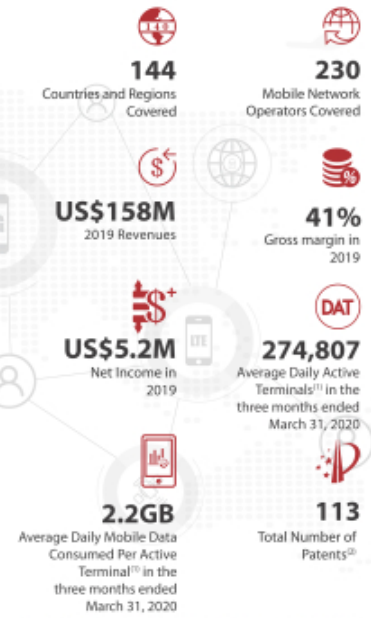 144
Countries and Regions
Covered
230
Mobile Network
Operators Covered
US$158M
2019 Revenues
41%
Gross margin in
2019
US$5.2M
Net Income in
2019
DAT
274,807
Average Daily Active
Terminals⁽¹⁾ in the
three months ended
March 31, 2020
LTE
2.2GB
Average Daily Mobile Data
Consumed Per Active
Terminal⁽¹⁾ in the
three months ended
March 31, 2020
113
Total Number of
Patents⁽²⁾